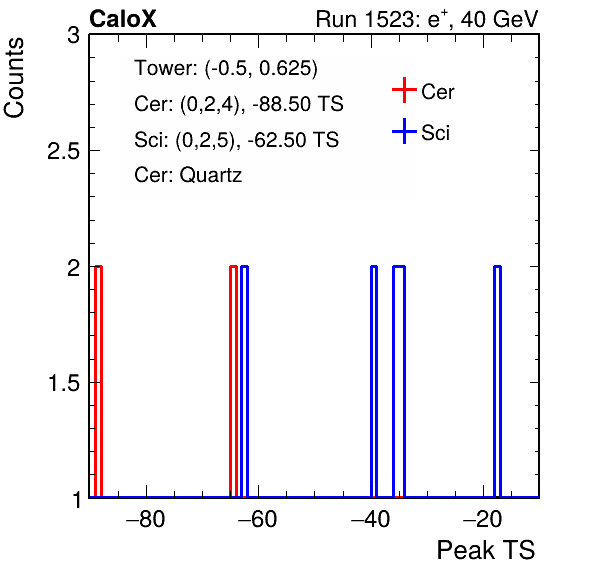 CaloX Run 1523: e⁺, 40 GeV
Counts
3
2.5
2
1.5
1
Tower: (-0.5, 0.625)
Cer: (0,2,4), -88.50 TS
Sci: (0,2,5), -62.50 TS
Cer: Quartz
Cer
Sci
−80 −60 −40 −20
Peak TS